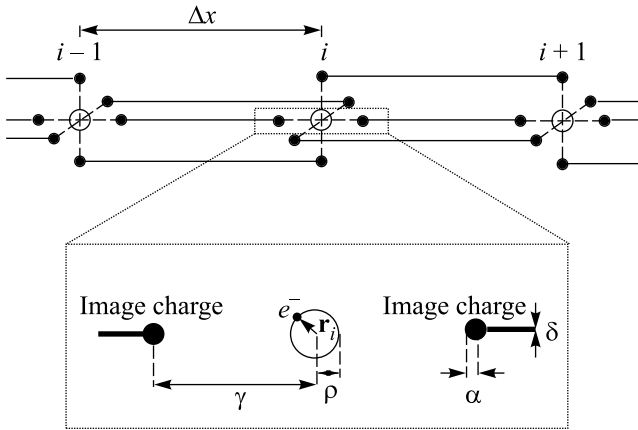 Δx
i – 1 i i + 1
Image charge e– r_i Image charge
δ
γ ρ α